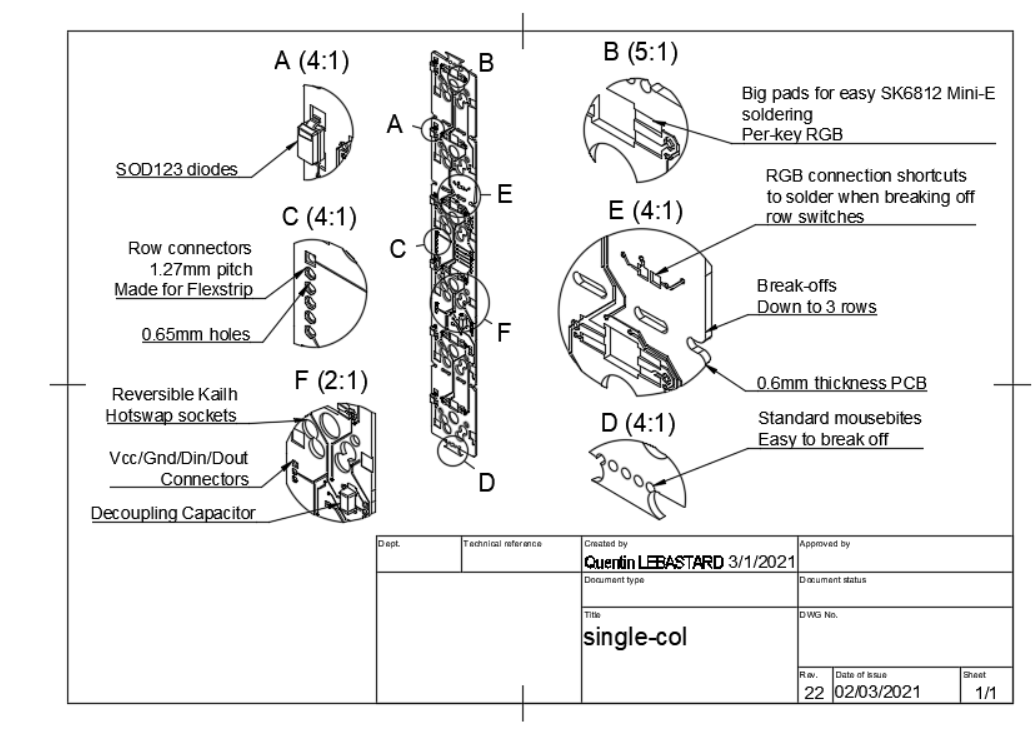 A (4:1)
SOD123 diodes
C (4:1)
Row connectors
1.27mm pitch
Made for Flexstrip
0.65mm holes
F (2:1)
Reversible Kailh
Hotswap sockets
Vcc/Gnd/Din/Dout
Connectors
Decoupling Capacitor
B
A
E
C
F
D
B (5:1)
Big pads for easy SK6812 Mini-E
soldering
Per-key RGB
RGB connection shortcuts
to solder when breaking off
row switches
E (4:1)
Break-offs
Down to 3 rows
0.6mm thickness PCB
D (4:1)
Standard mousebites
Easy to break off
Dept.
Technical reference
Created by
Quentin LEBASTARD 3/1/2021
Approved by
Document type
Document status
Title
single-col
DWG No.
Rev.
22
Date of issue
02/03/2021
Sheet
1/1